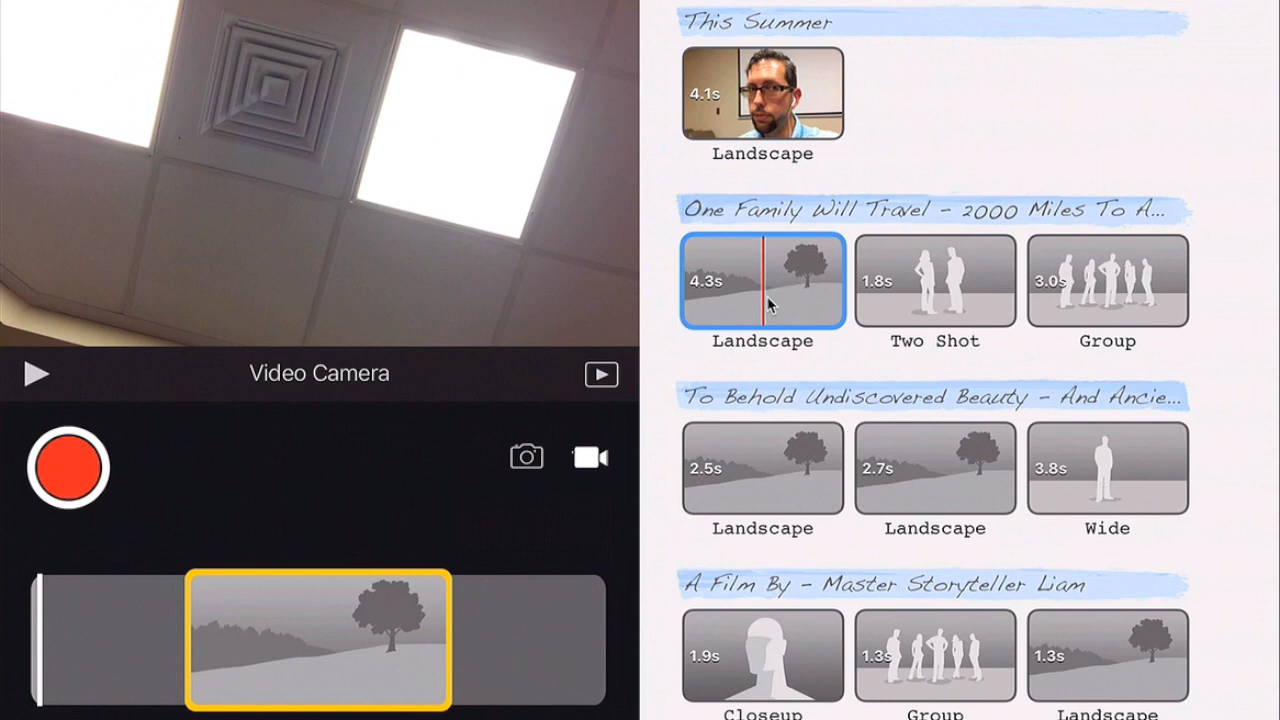 Video Camera
This Summer
4.1s
Landscape
One Family Will Travel - 2000 Miles To A...
4.3s
1.8s
3.0s
Landscape
Two Shot
Group
To Behold Undiscovered Beauty - And Ancie...
2.5s
2.7s
3.8s
Landscape
Landscape
Wide
A Film By - Master Storyteller Liam
1.9s
1.3s
1.3s
Closeup
Group
Landscape